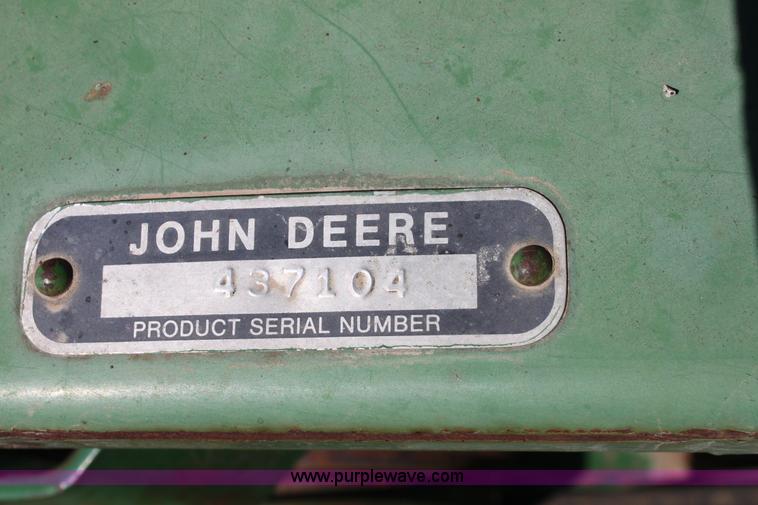 JOHN DEERE
437104
PRODUCT SERIAL NUMBER
www.purplewave.com